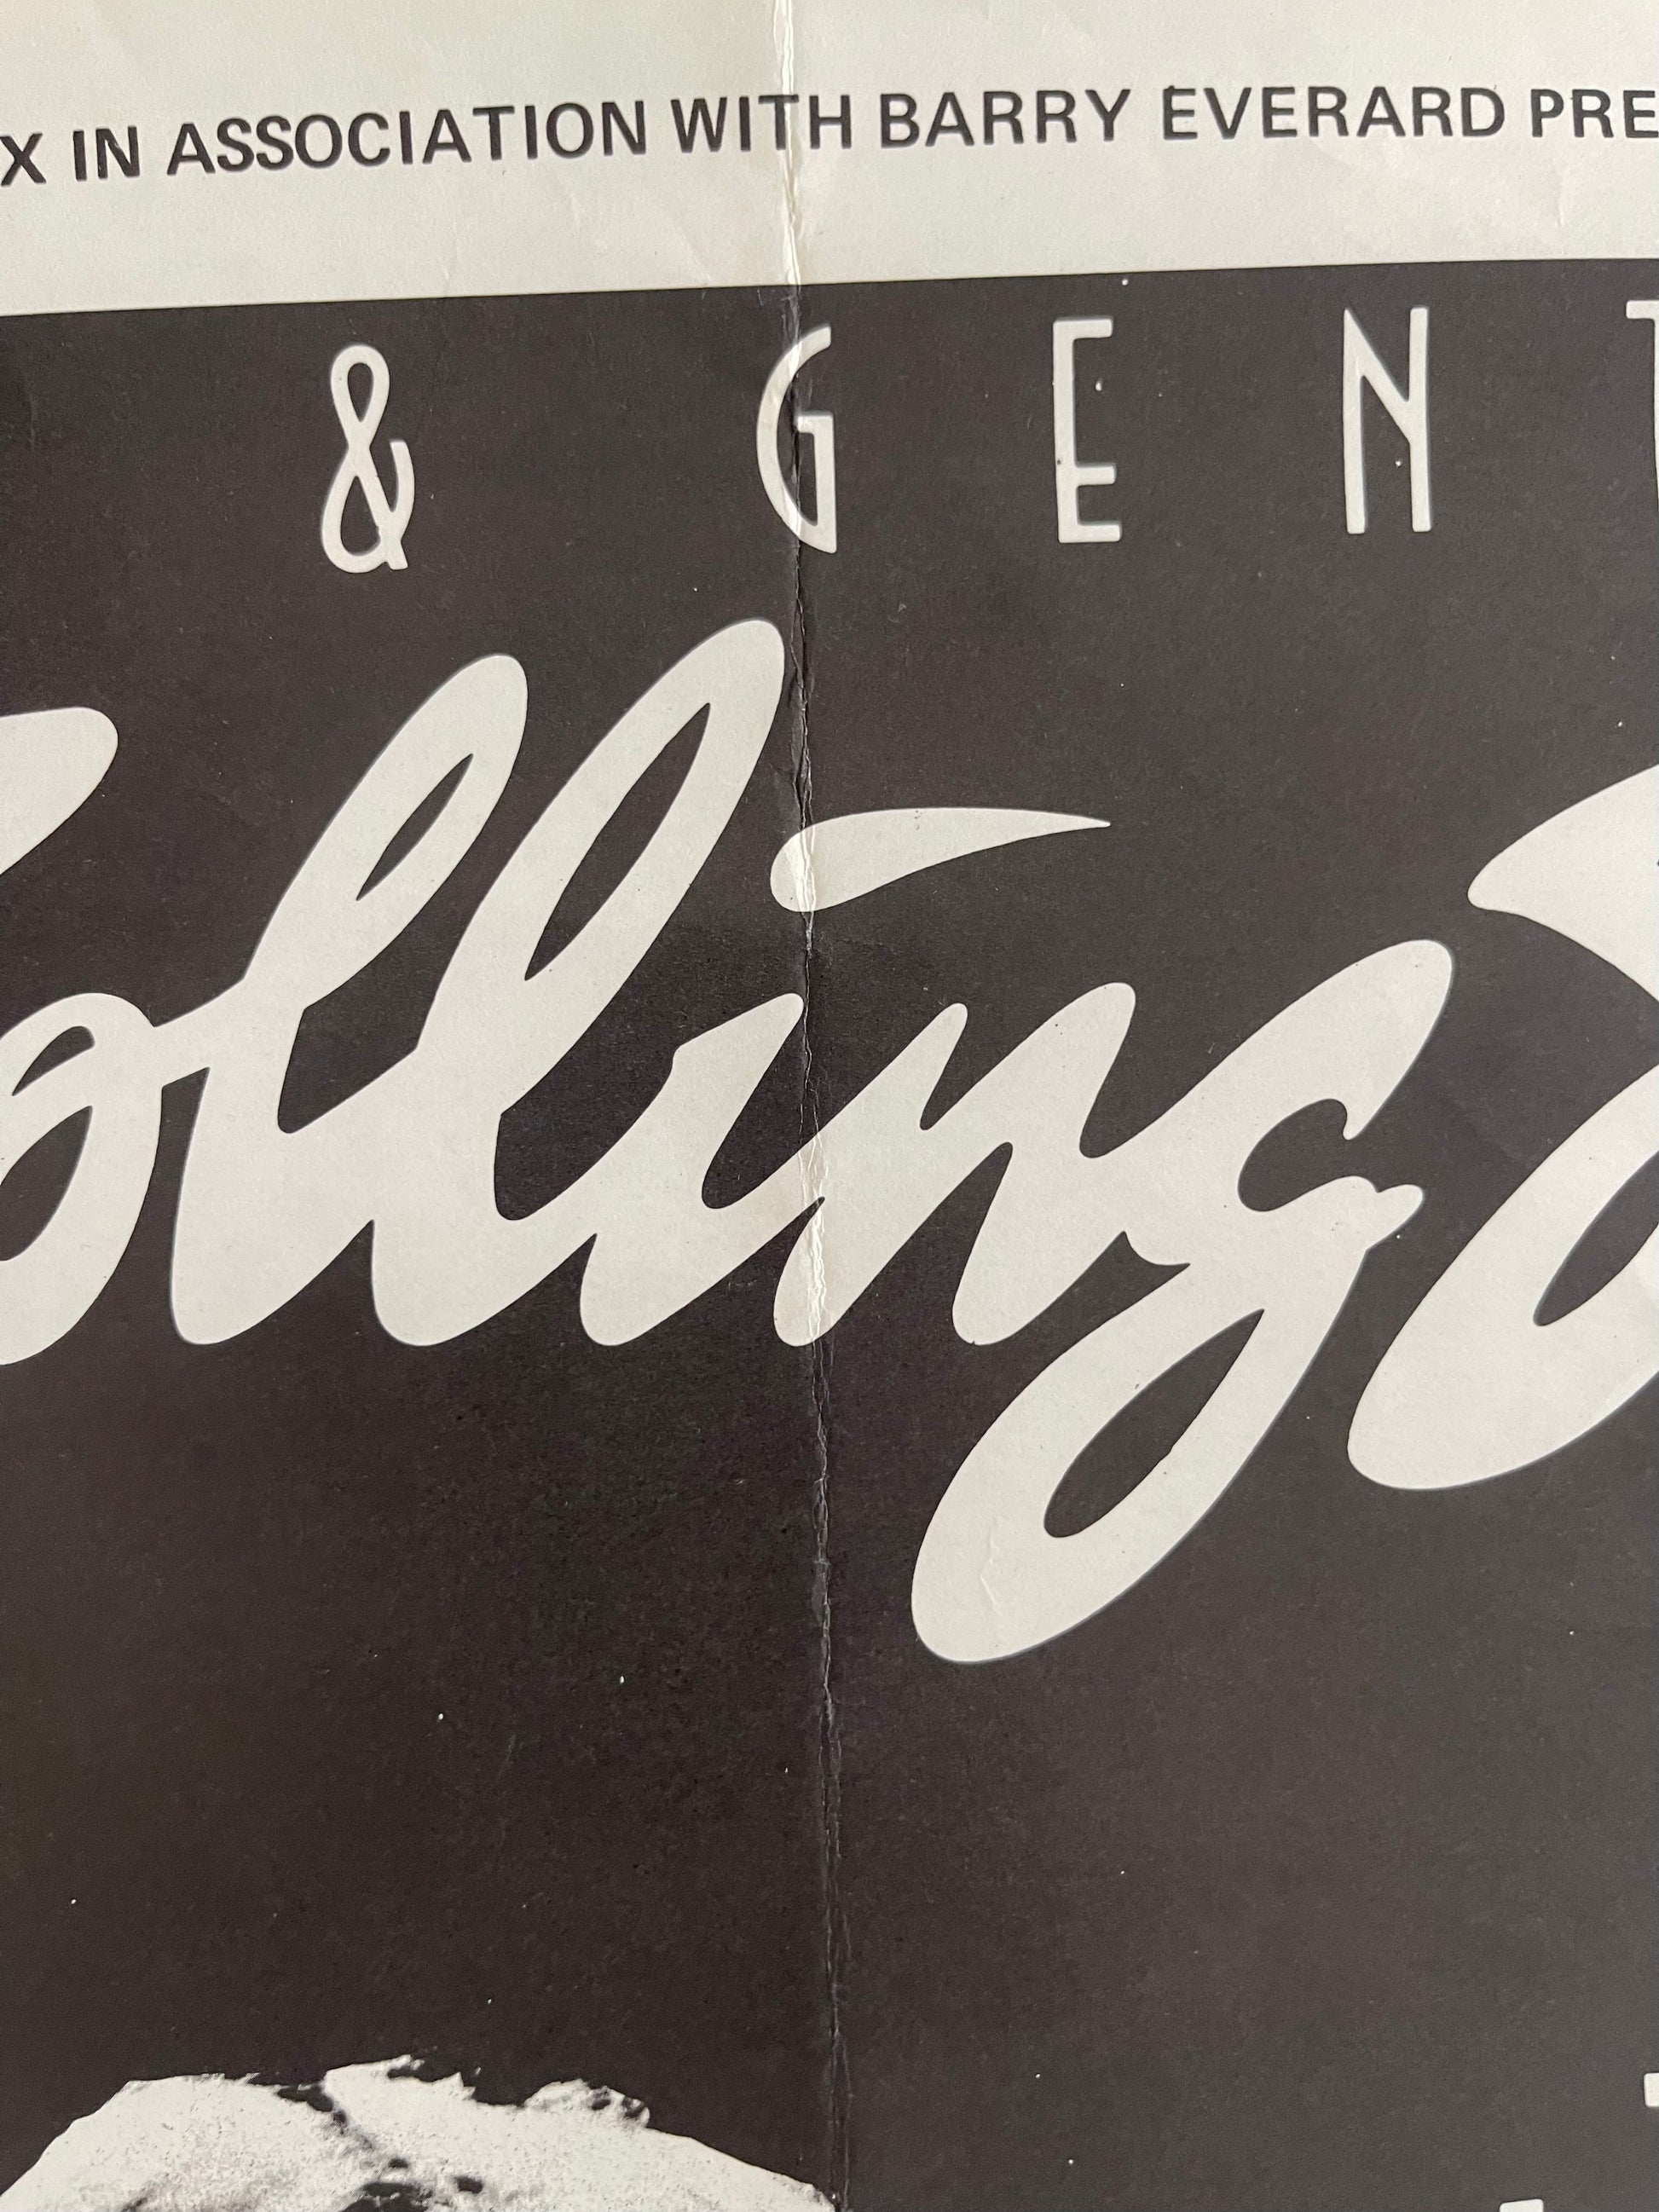 X IN ASSOCIATION WITH BARRY EVERARD PRE
& GENT
olling S